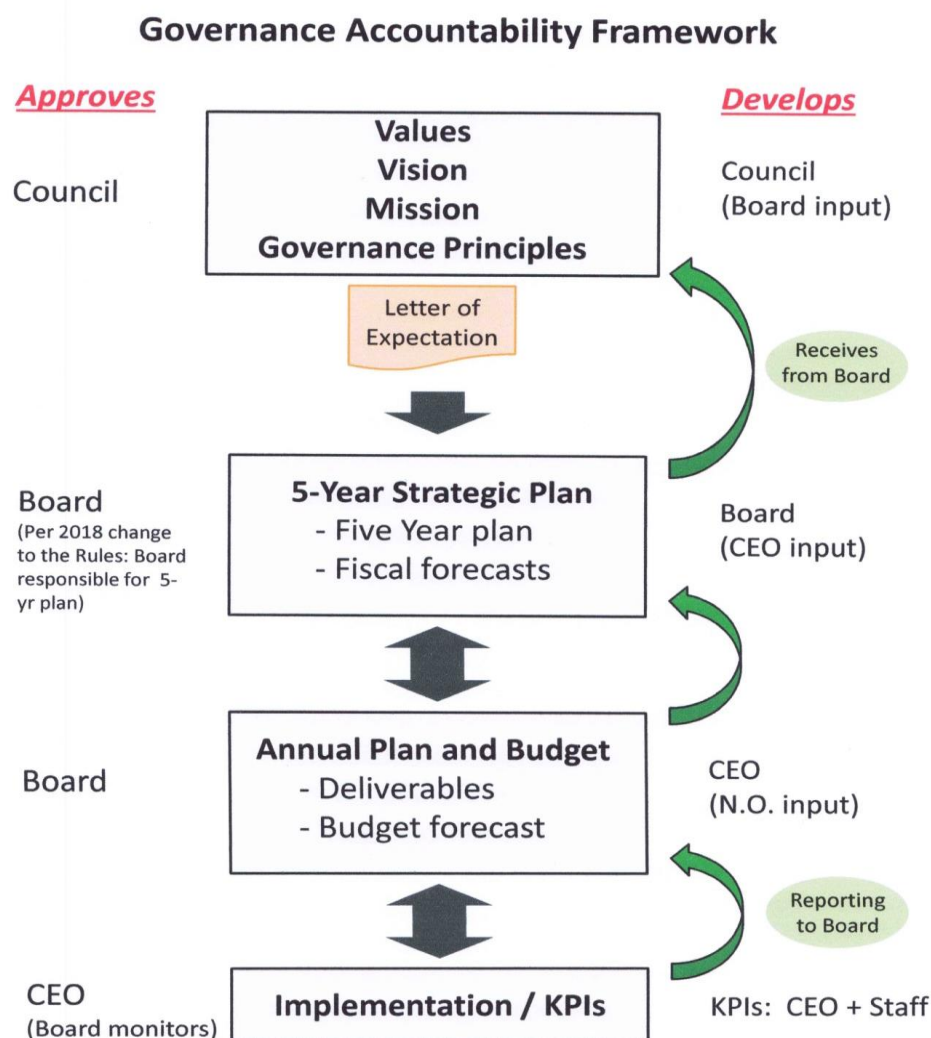 Governance Accountability Framework
Approves
Develops
Values
Vision
Mission
Governance Principles
Council
Council
(Board input)
Letter of
Expectation
Receives
from Board
5-Year Strategic Plan
- Five Year plan
- Fiscal forecasts
Board
(Per 2018 change
to the Rules: Board
responsible for 5-
yr plan)
Board
(CEO input)
Annual Plan and Budget
- Deliverables
- Budget forecast
Board
CEO
(N.O. input)
Reporting
to Board
Implementation / KPIs
CEO
(Board monitors)
KPIs: CEO + Staff